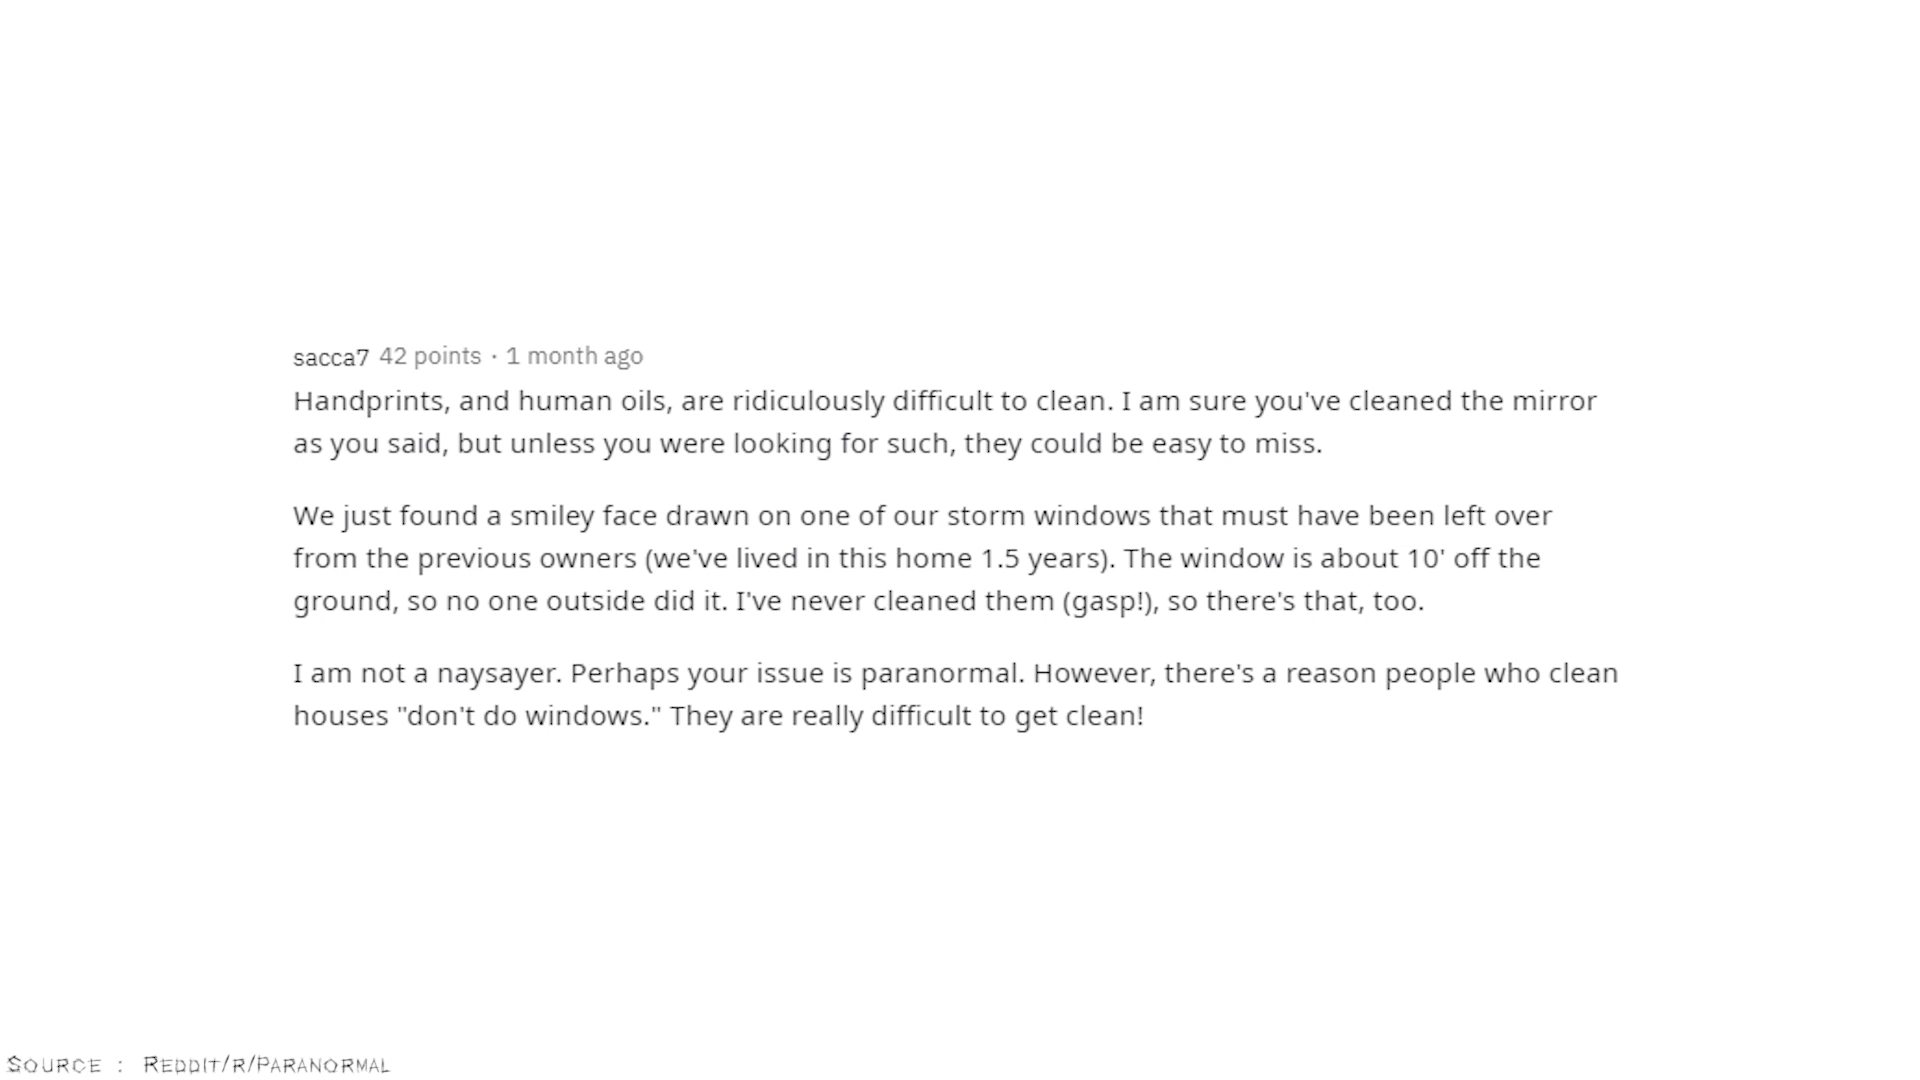 sacca7 42 points · 1 month ago
Handprints, and human oils, are ridiculously difficult to clean. I am sure you've cleaned the mirror
as you said, but unless you were looking for such, they could be easy to miss.
We just found a smiley face drawn on one of our storm windows that must have been left over
from the previous owners (we've lived in this home 1.5 years). The window is about 10' off the
ground, so no one outside did it. I've never cleaned them (gasp!), so there's that, too.
I am not a naysayer. Perhaps your issue is paranormal. However, there's a reason people who clean
houses "don't do windows." They are really difficult to get clean!
Source : Reddit/r/Paranormal